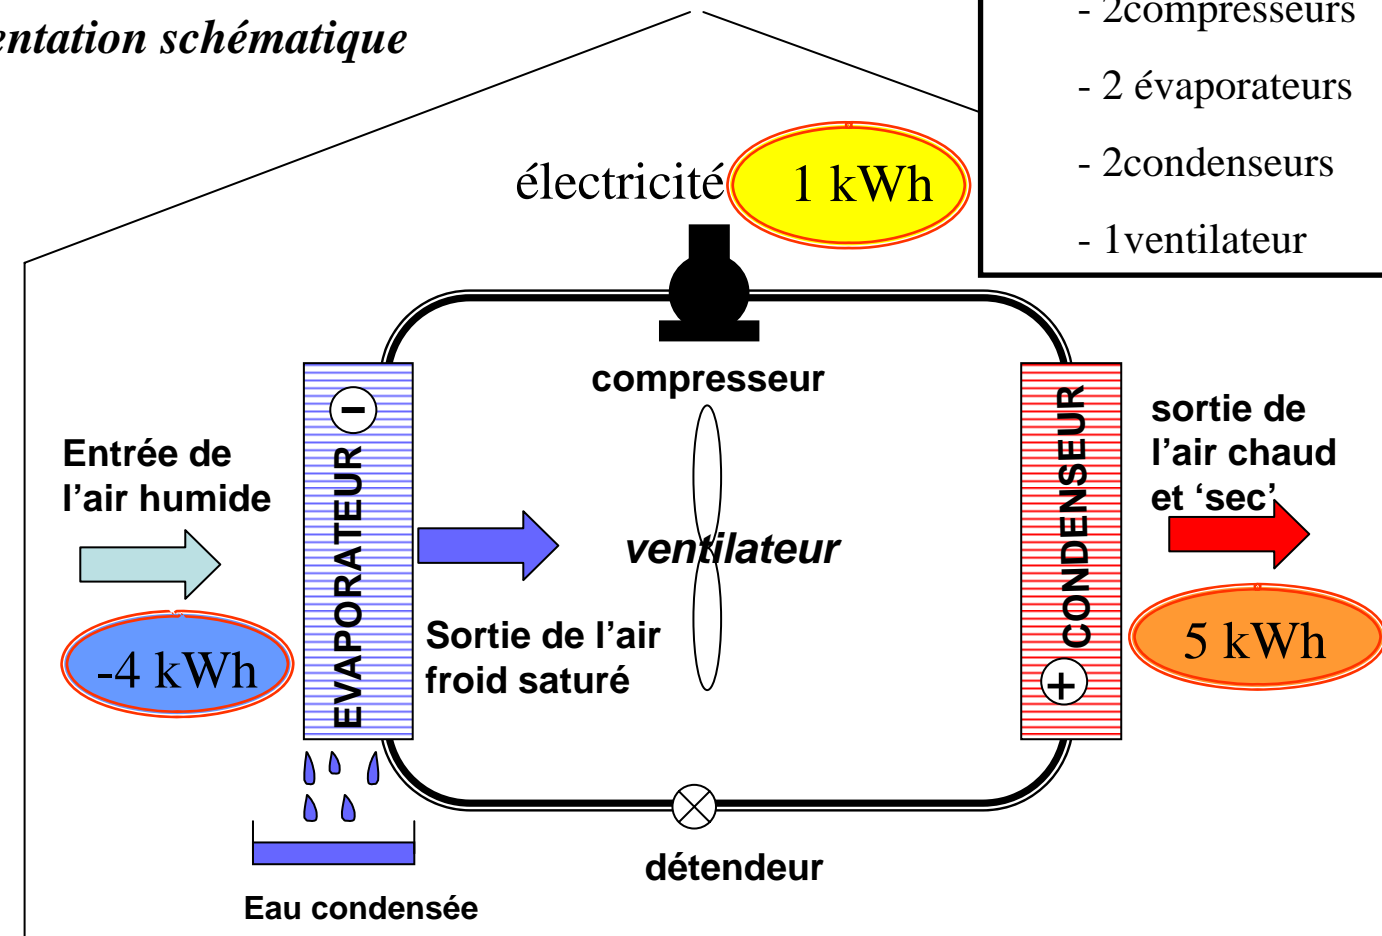 entation schématique
- 2compresseurs
- 2 évaporateurs
- 2condenseurs
- 1ventilateur
électricité
1 kWh
compresseur
EVAPORATEUR
−
CONDENSEUR
+
Entrée de
l’air humide
-4 kWh
ventilateur
Sortie de l’air
froid saturé
sortie de
l’air chaud
et ‘sec’
5 kWh
détendeur
Eau condensée